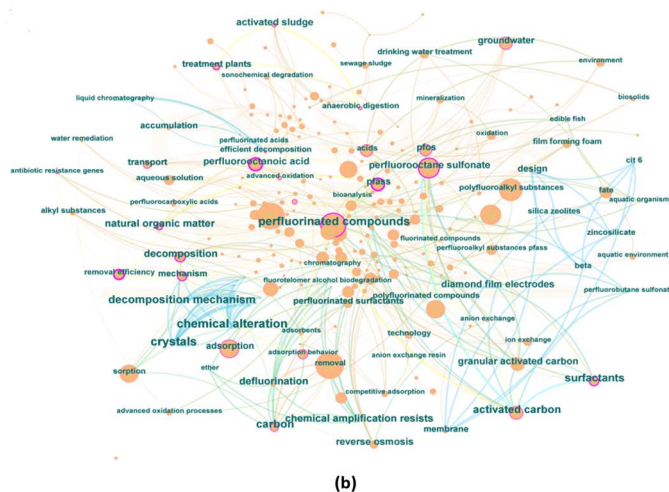 activated sludge
groundwater
drinking water treatment
treatment plants
sewage sludge
environment
sonochemical degradation
liquid chromatography
anaerobic digestion
mineralization
biosolids
edible fish
accumulation
water remediation
perfluorinated acids
acids
pfos
oxidation
film forming foam
efficient decomposition
transport
perfluorooctanoic acid
perfluorooctane sulfonate
cit 6
antibiotic resistance genes
aqueous solution
advanced oxidation
pfass
design
fate
polyfluoroalkyl substances
aquatic organism
bioanalysis
perfluorocarboxylic acids
alkyl substances
silica zeolites
natural organic matter
perfluorinated compounds
zincosilicate
fluorinated compounds
perfluoroalkyl substances pfass
decomposition
aquatic environment
chromatography
beta
removal efficiency
mechanism
fluorotelomer alcohol biodegradation
diamond film electrodes
perfluorobutane sulfonat
decomposition mechanism
perfluorinated surfactants
polyfluorinated compounds
anion exchange
chemical alteration
adsorbents
technology
crystals
adsorption
ion exchange
adsorption behavior
anion exchange resin
ether
removal
granular activated carbon
sorption
defluorination
surfactants
competitive adsorption
advanced oxidation processes
chemical amplification resists
activated carbon
carbon
membrane
reverse osmosis
(b)